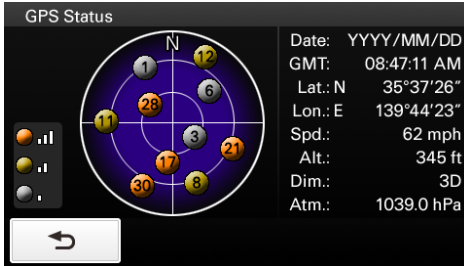 GPS Status
N
1
12
6
28
11
3
21
17
30
8
Date: YYYY/MM/DD
GMT: 08:47:11 AM
Lat.: N 35°37'26"
Lon.: E 139°44'23"
Spd.: 62 mph
Alt.: 345 ft
Dim.: 3D
Atm.: 1039.0 hPa